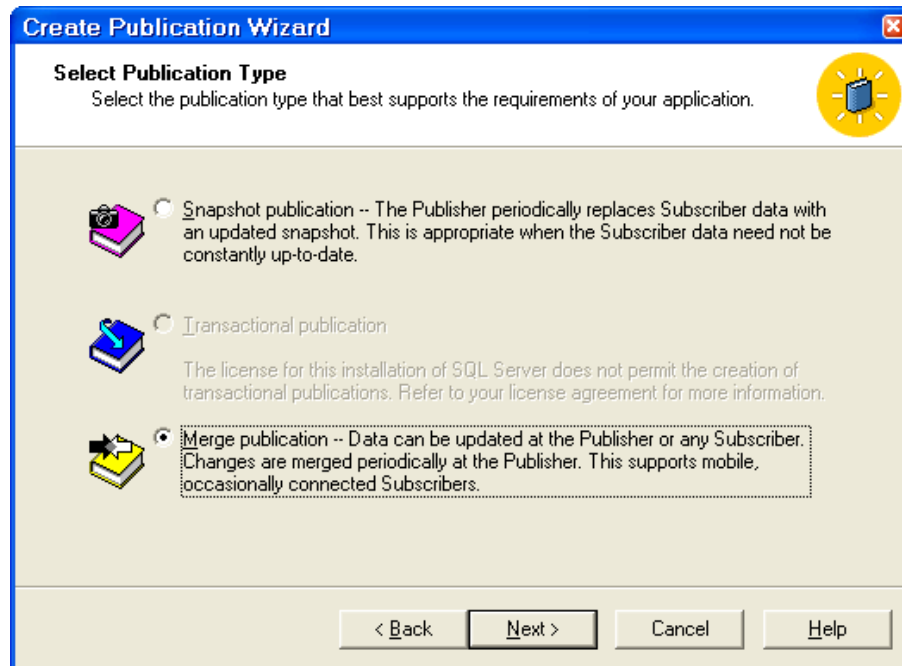 Create Publication Wizard
Select Publication Type
Select the publication type that best supports the requirements of your application.
Snapshot publication -- The Publisher periodically replaces Subscriber data with
an updated snapshot. This is appropriate when the Subscriber data need not be
constantly up-to-date.
Transactional publication
The license for this installation of SQL Server does not permit the creation of
transactional publications. Refer to your license agreement for more information.
Merge publication -- Data can be updated at the Publisher or any Subscriber.
Changes are merged periodically at the Publisher. This supports mobile,
occasionally connected Subscribers.
< Back Next > Cancel Help